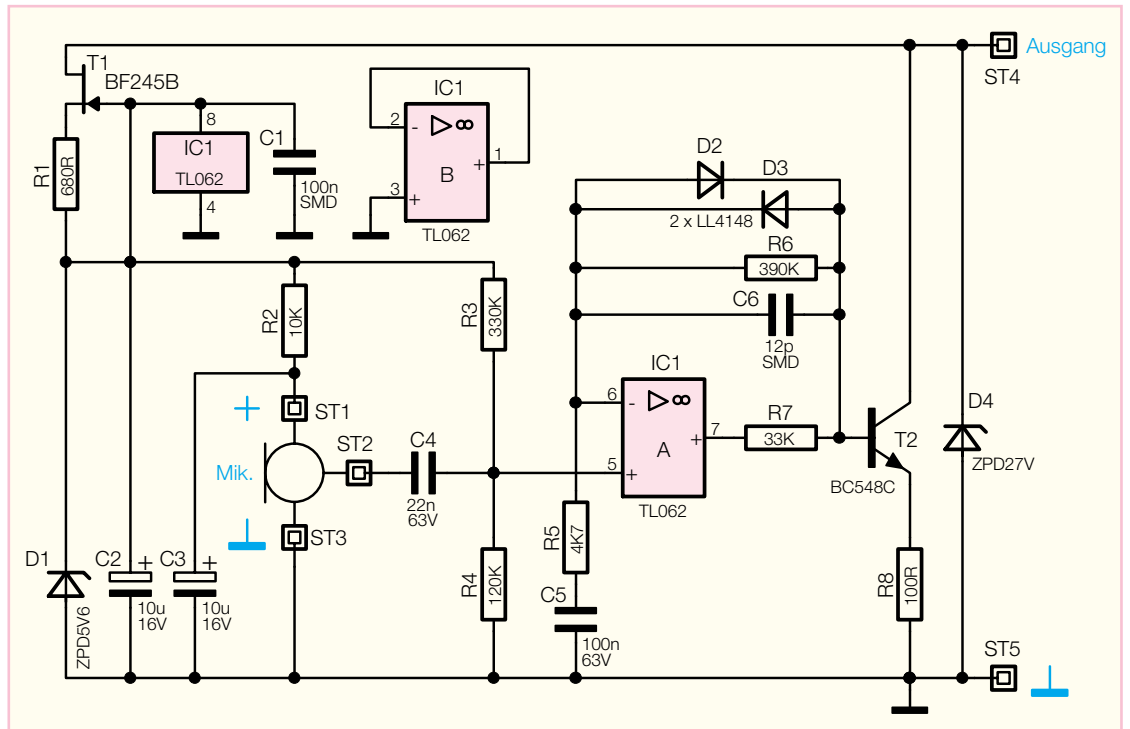 T1
BF245B
R1
680R
8
IC1
TL062
4
C1
100n
SMD
IC1
2
-
▷ ∞
B
+
1
3
+
TL062
Ausgang
ST4
D2
D3
2 x LL4148
R6
390K
C6
12p
SMD
R2
10K
R3
330K
+
ST1
Mik.
ST2
ST3
C4
22n
63V
IC1
6
-
▷ ∞
A
+
7
5
+
TL062
R7
33K
T2
BC548C
D4
ZPD27V
R5
4K7
C5
100n
63V
R4
120K
R8
100R
D1
ZPD5V6
C2
+
10u
16V
C3
+
10u
16V
ST5